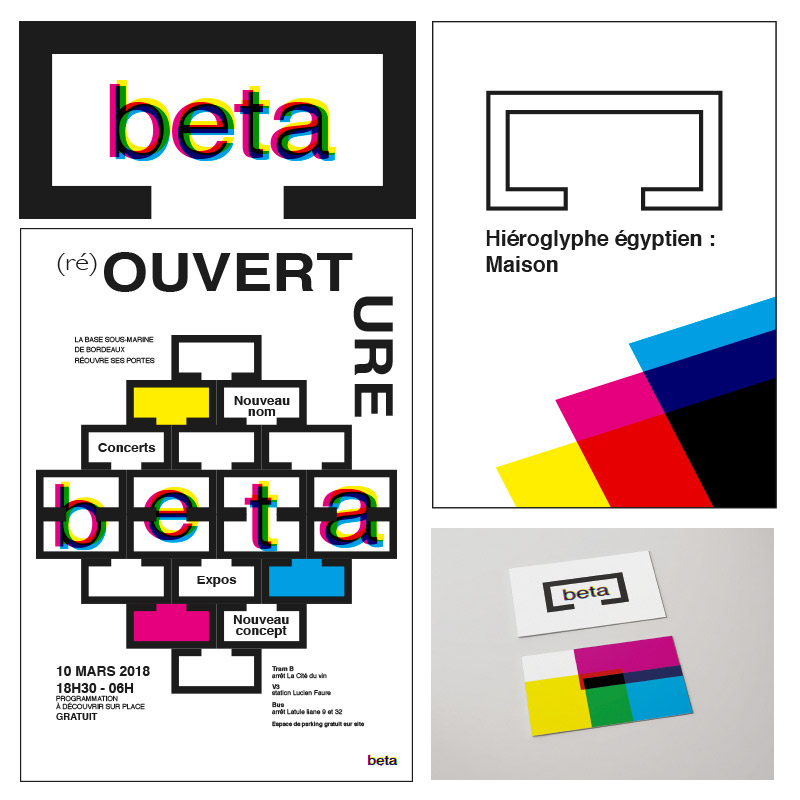 beta
Hiéroglyphe égyptien :
Maison
(ré) OUVERT
URE
LA BASE SOUS-MARINE
DE BORDEAUX
RÉOUVRE SES PORTES
Nouveau
nom
Concerts
beta
Expos
Nouveau
concept
10 MARS 2018
18H30 - 06H
PROGRAMMATION
À DÉCOUVRIR SUR PLACE
GRATUIT
Tram B
arrêt La Cité du vin
V3
station Lucien Faure
Bus
arrêt Latule liane 9 et 32
Espace de parking gratuit sur site
beta
beta